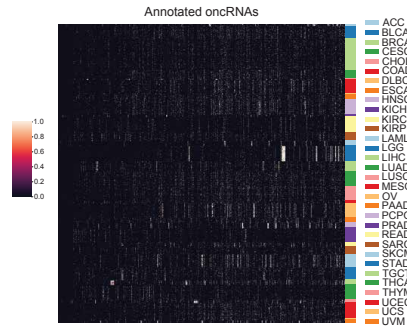 Annotated oncRNAs
ACC
BLCA
BRCA
CESC
CHOL
COAD
DLBC
ESCA
HNSC
KICH
KIRC
KIRP
LAML
LGG
LIHC
LUAD
LUSC
MESO
OV
PAAD
PCPG
PRAD
READ
SARC
SKCM
STAD
TGCT
THCA
THYM
UCEC
UCS
UVM
1.0
0.8
0.6
0.4
0.2
0.0